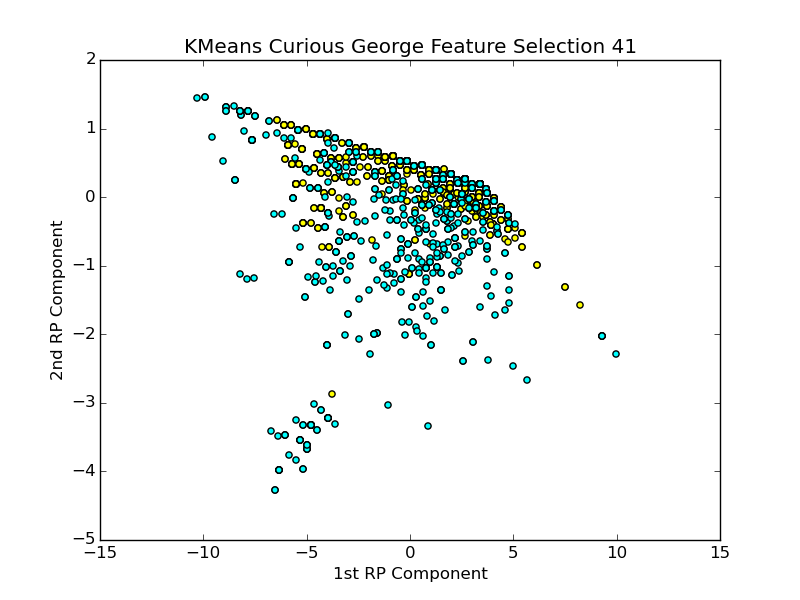 KMeans Curious George Feature Selection 41
2
1
0
−1
−2
−3
−4
−5
2nd RP Component
−15 −10 −5 0 5 10 15
1st RP Component